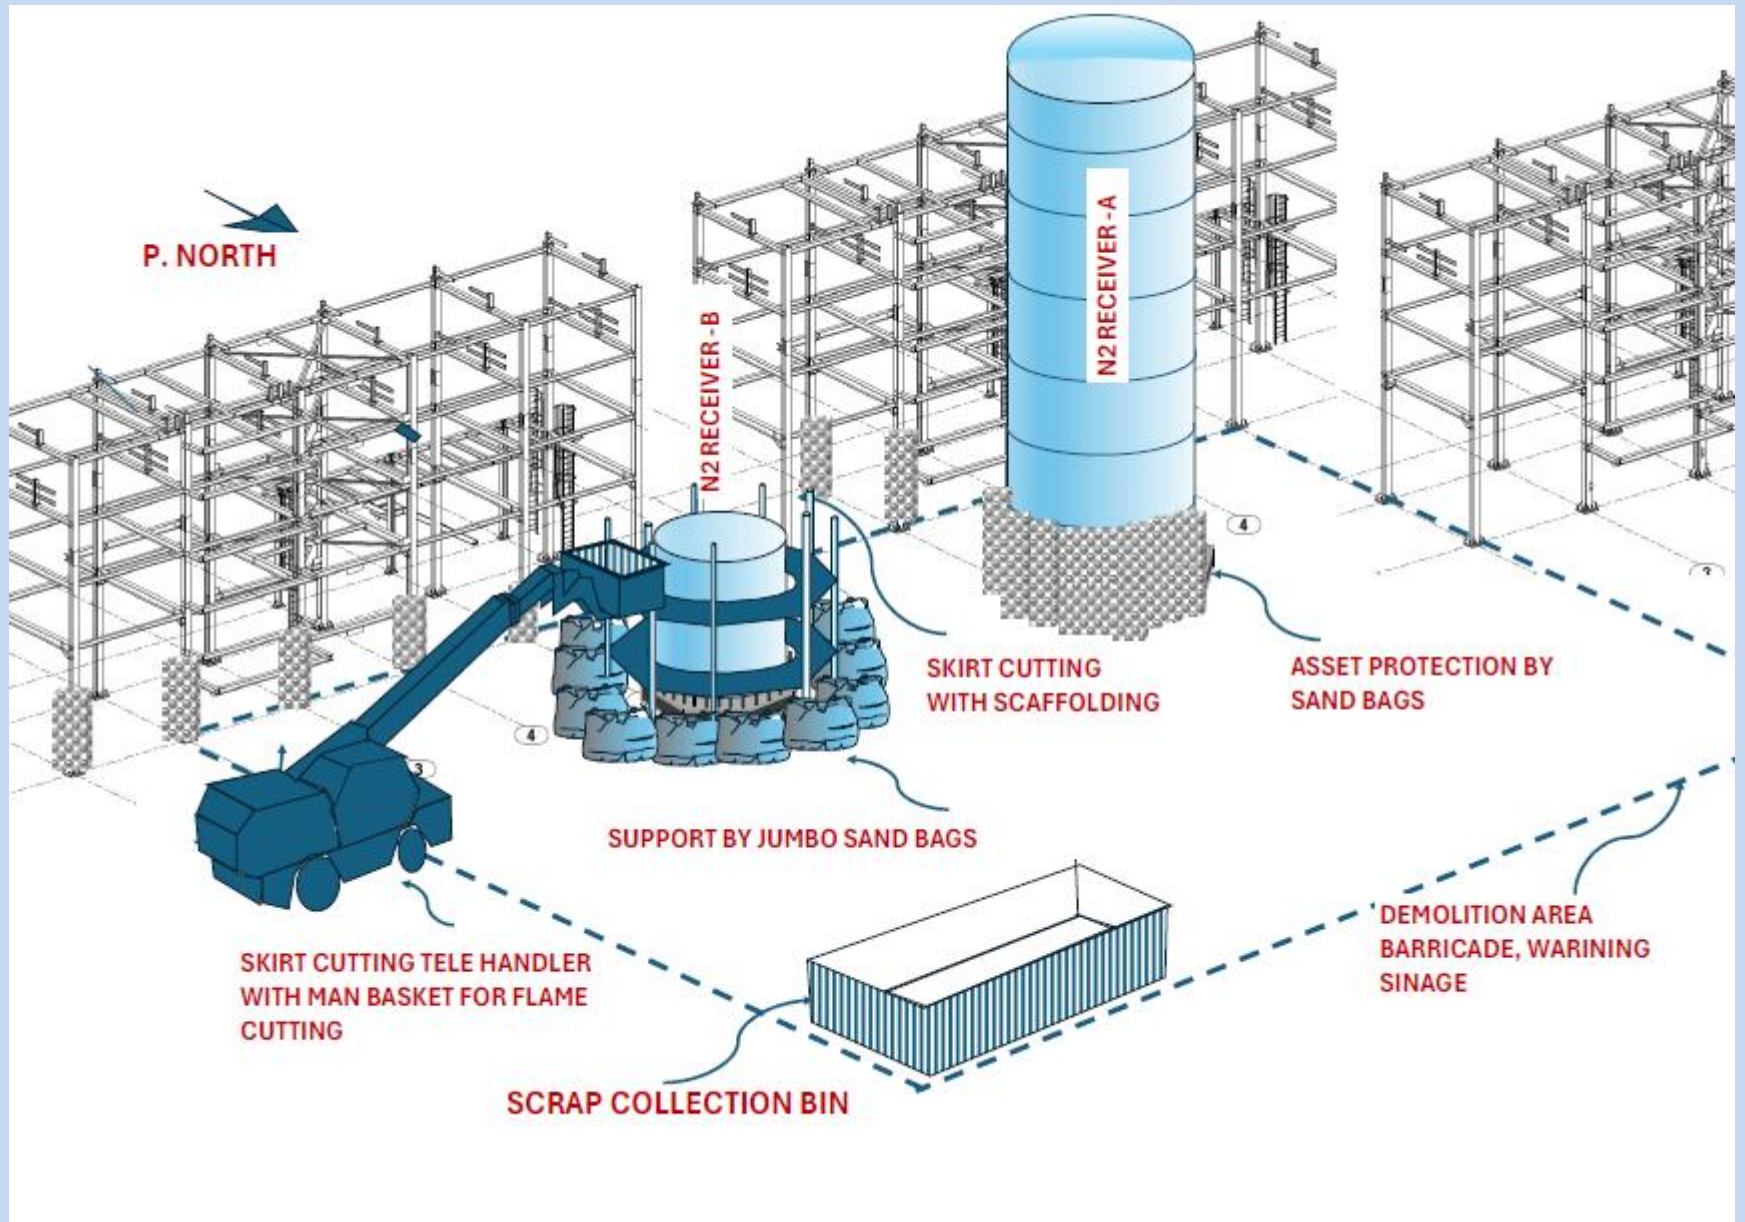 P. NORTH
N2 RECEIVER - B
N2 RECEIVER - A
4
SKIRT CUTTING
WITH SCAFFOLDING
ASSET PROTECTION BY
SAND BAGS
4
3
SUPPORT BY JUMBO SAND BAGS
SKIRT CUTTING TELE HANDLER
WITH MAN BASKET FOR FLAME
CUTTING
DEMOLITION AREA
BARRICADE, WARINING
SINAGE
SCRAP COLLECTION BIN